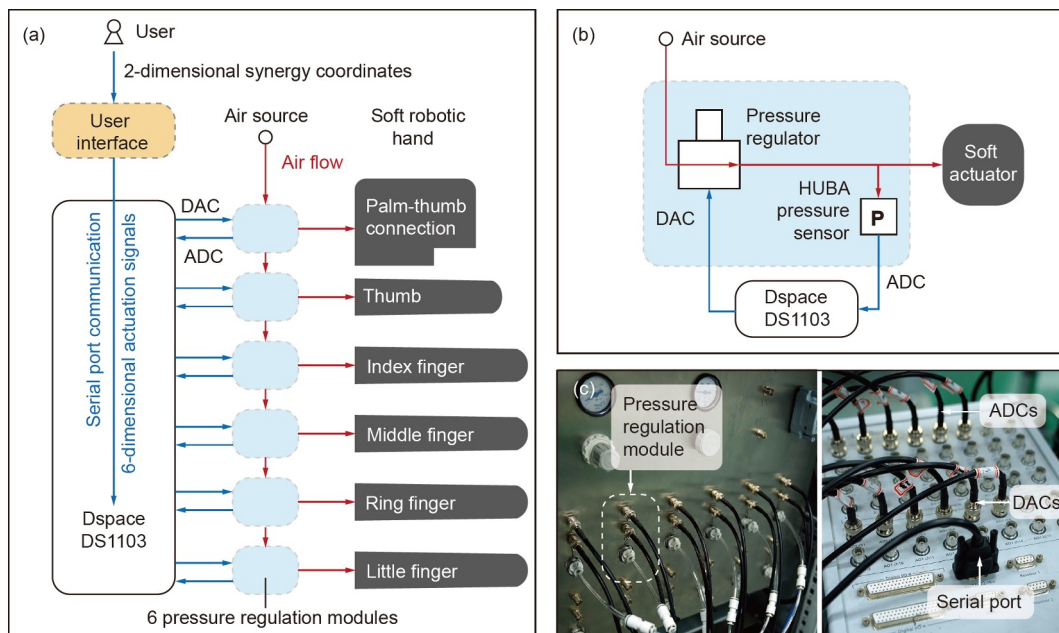 (a)
User
2-dimensional synergy coordinates
User
interface
Air source
Soft robotic
hand
Air flow
DAC
ADC
Palm-thumb
connection
Thumb
Index finger
Middle finger
Ring finger
Little finger
Serial port communication
6-dimensional actuation signals
Dspace
DS1103
6 pressure regulation modules
(b)
Air source
Pressure
regulator
Soft
actuator
HUBA
pressure
sensor
P
DAC
ADC
Dspace
DS1103
(c)
Pressure
regulation
module
ADCs
DACs
Serial port